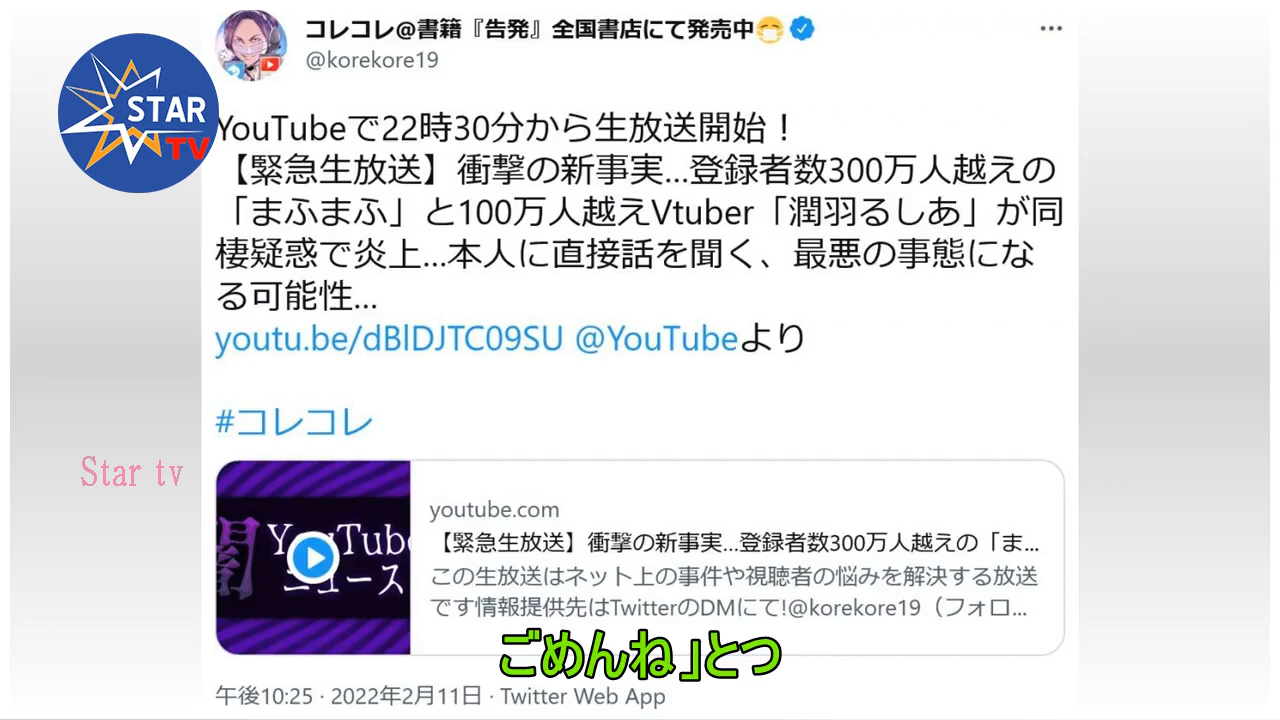 コレコレ@書籍『告発』全国書店にて発売中😷
@korekore19
STAR
TV
YouTubeで22時30分から生放送開始！
【緊急生放送】衝撃の新事実...登録者数300万人越えの
「まふまふ」と100万人越えVtuber「潤羽るしあ」が同
棲疑惑で炎上...本人に直接話を聞く、最悪の事態にな
る可能性...
youtu.be/dBlDJTC09SU @YouTubeより
#コレコレ
Star tv
闇
YouTube
ニュース
youtube.com
【緊急生放送】衝撃の新事実...登録者数300万人越えの「ま...
この生放送はネット上の事件や視聴者の悩みを解決する放送
です情報提供先はTwitterのDMにて!@korekore19（フォロ...
ごめんね」とつ
午後10:25 · 2022年2月11日 · Twitter Web App